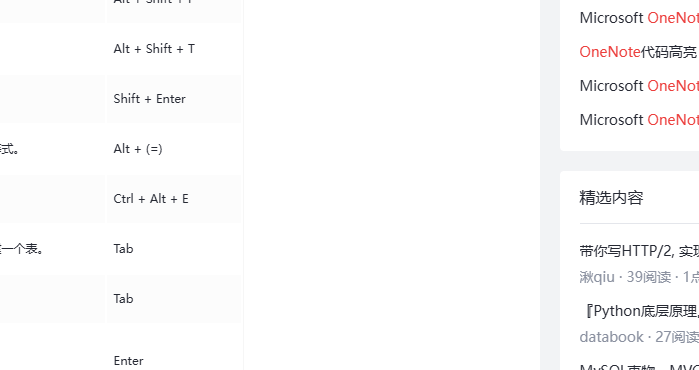 Alt + Shift + T
Shift + Enter
式。
Alt + (=)
Ctrl + Alt + E
一个表。
Tab
Tab
Enter
Microsoft OneNot
OneNote代码高亮
Microsoft OneNot
Microsoft OneNot
精选内容
带你写HTTP/2, 实现
湫qiu · 39阅读 · 1点
『Python底层原理,
databook · 27阅读